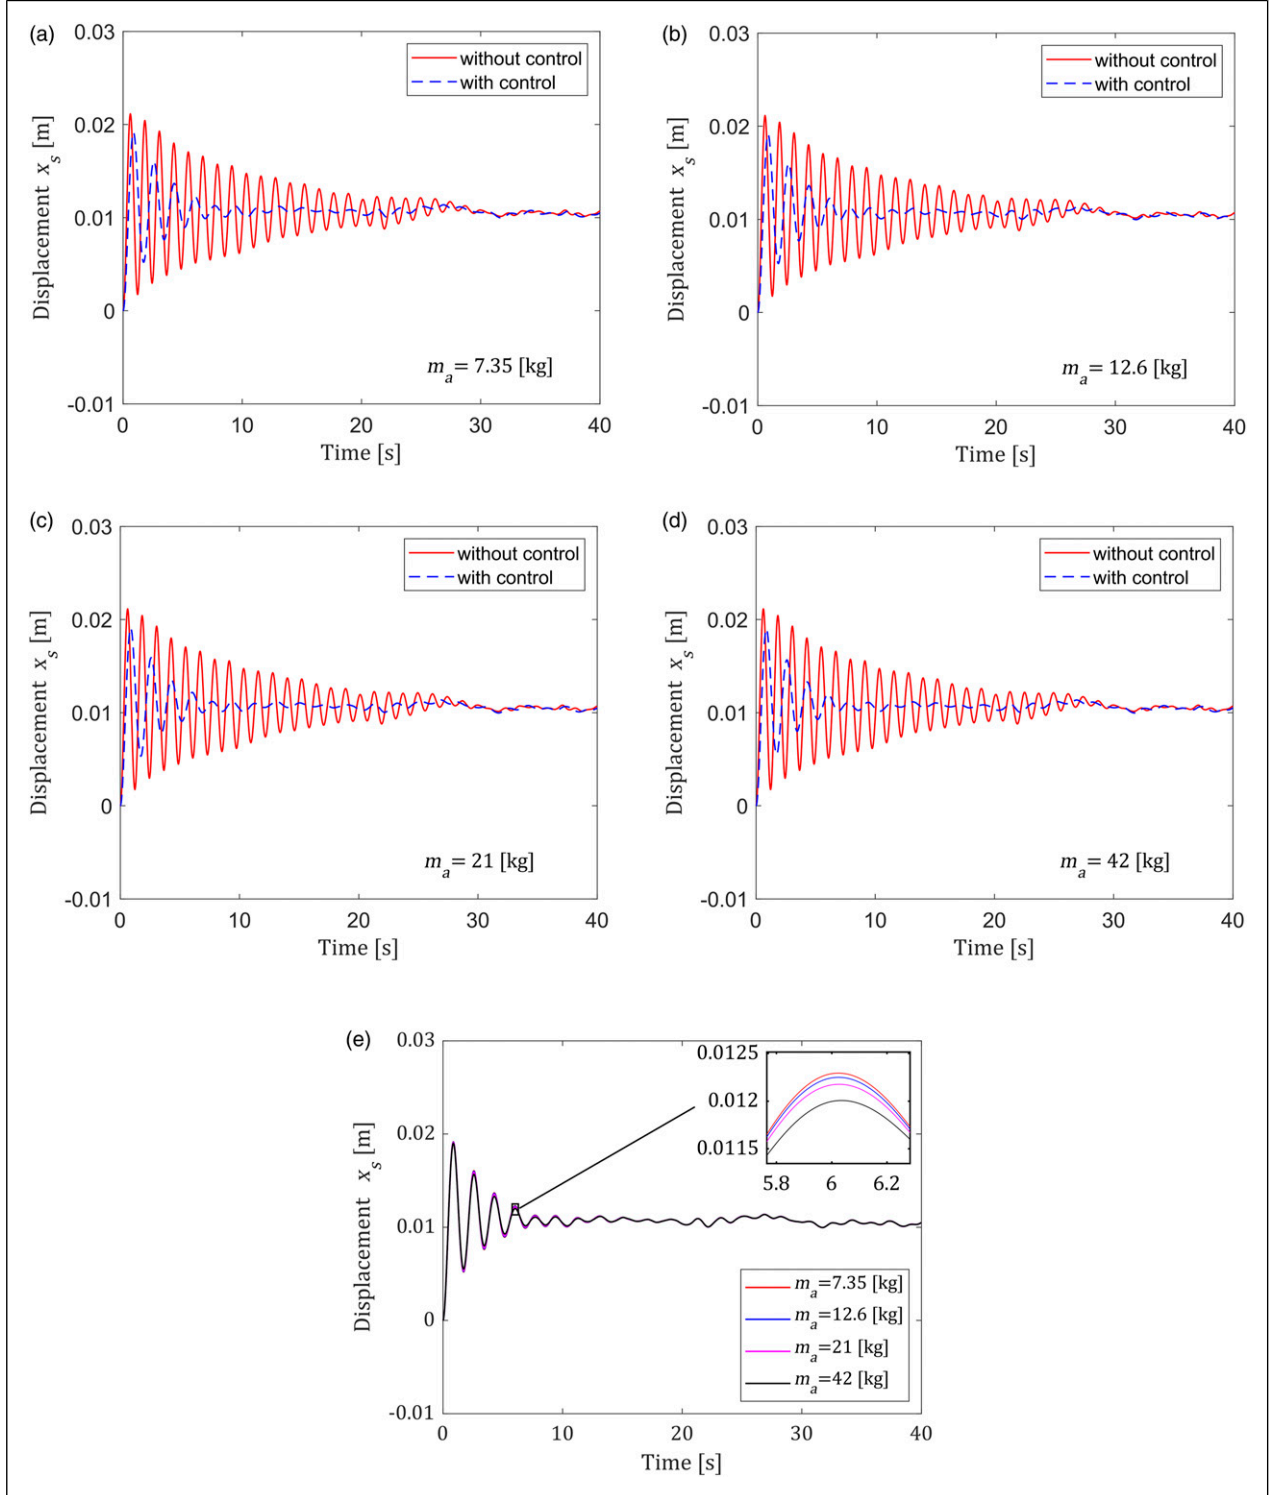 (a)
0.03
0.02
0.01
0
-0.01
Displacement x_s [m]
without control
with control
m_a= 7.35 [kg]
0 10 20 30 40
Time [s]
(b)
0.03
0.02
0.01
0
-0.01
Displacement x_s [m]
without control
with control
m_a= 12.6 [kg]
0 10 20 30 40
Time [s]
(c)
0.03
0.02
0.01
0
-0.01
Displacement x_s [m]
without control
with control
m_a= 21 [kg]
0 10 20 30 40
Time [s]
(d)
0.03
0.02
0.01
0
-0.01
Displacement x_s [m]
without control
with control
m_a= 42 [kg]
0 10 20 30 40
Time [s]
(e)
0.03
0.02
0.01
0
-0.01
Displacement x_s [m]
0.0125
0.012
0.0115
5.8 6 6.2
m_a=7.35 [kg]
m_a=12.6 [kg]
m_a=21 [kg]
m_a=42 [kg]
0 10 20 30 40
Time [s]